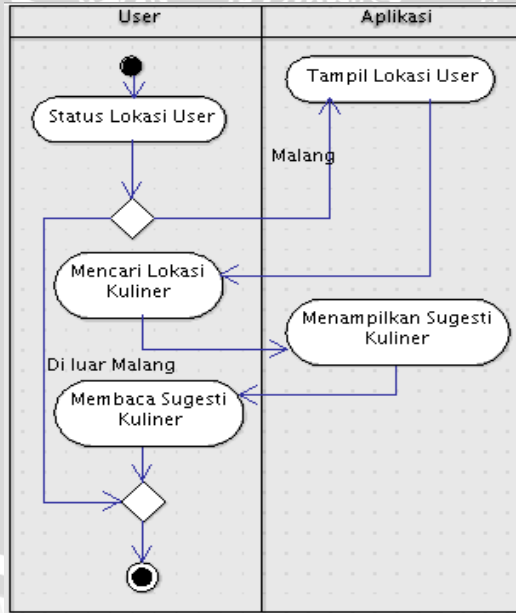 User
Aplikasi
Tampil Lokasi User
Status Lokasi User
Malang
Mencari Lokasi
Kuliner
Menampilkan Sugesti
Kuliner
Di luar Malang
Membaca Sugesti
Kuliner